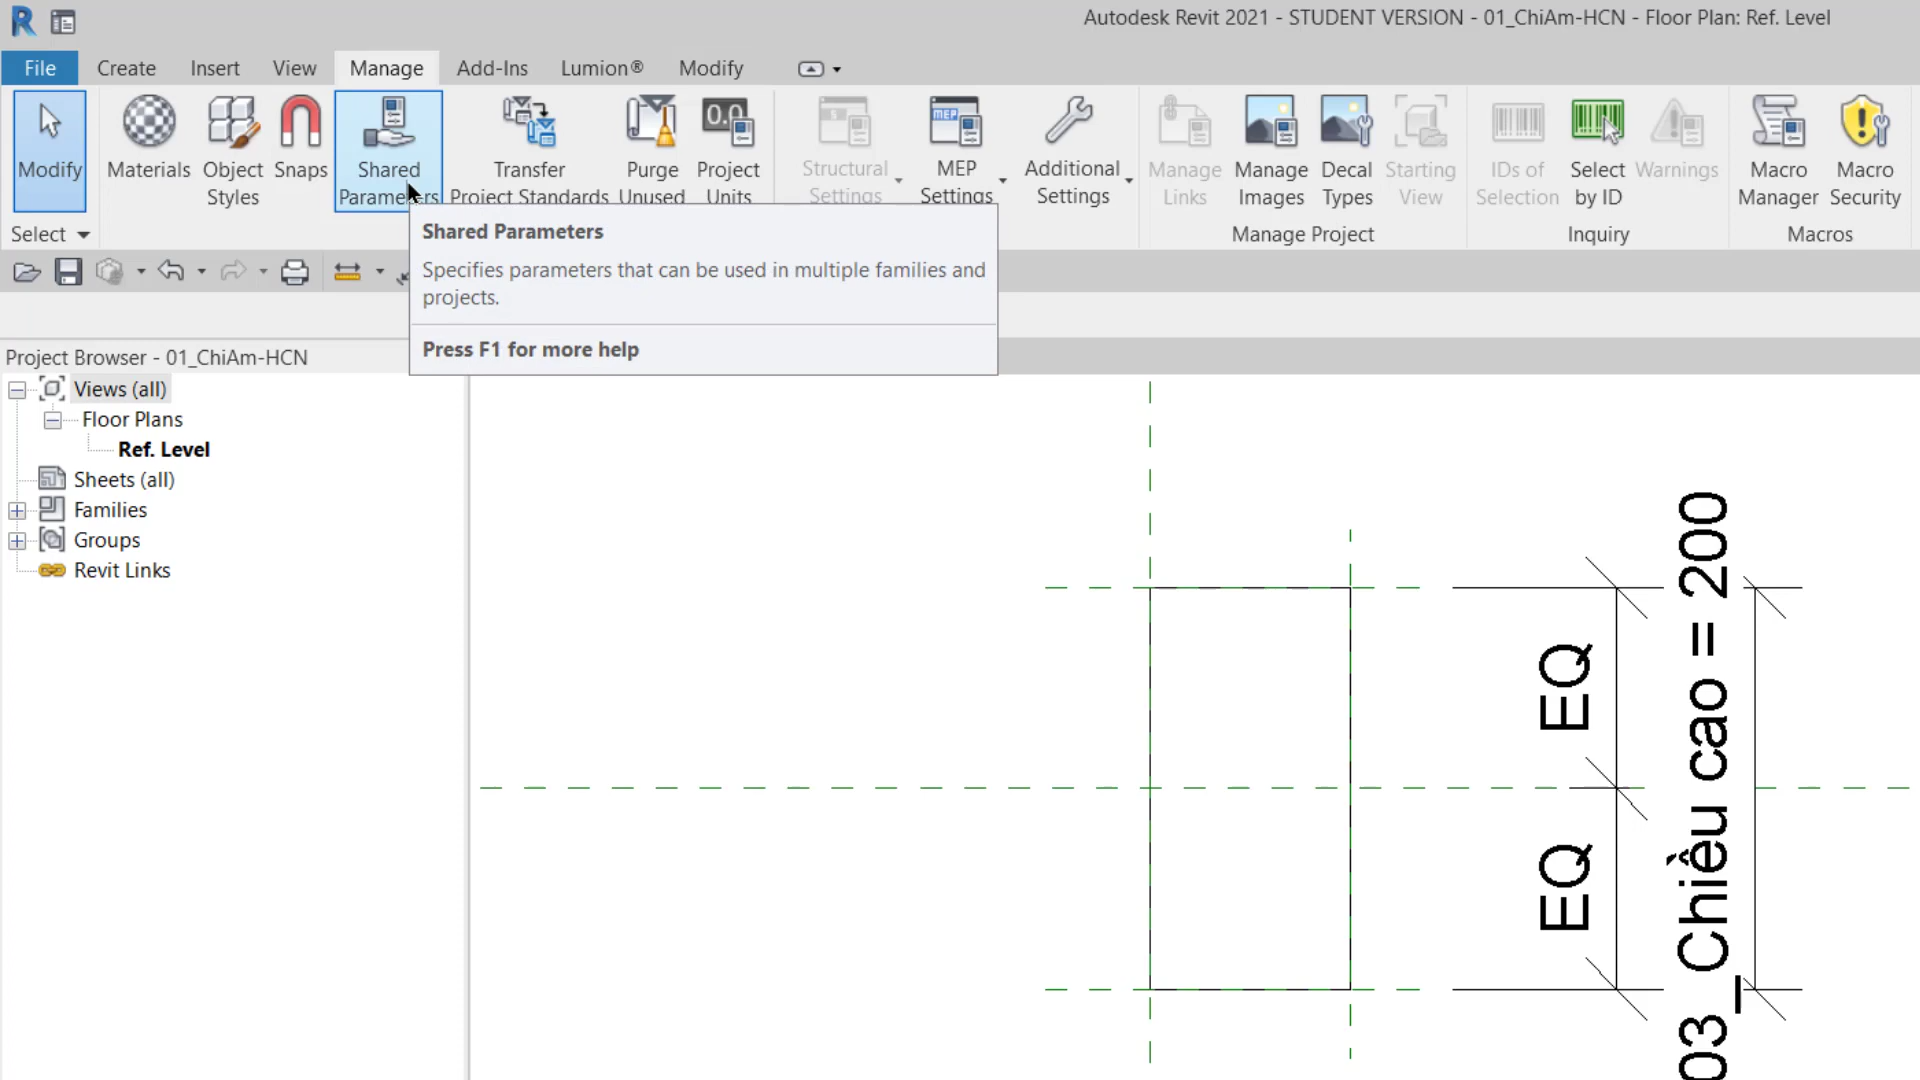 Autodesk Revit 2021 - STUDENT VERSION - 01_ChiAm-HCN - Floor Plan: Ref. Level
File Create Insert View Manage Add-Ins Lumion® Modify
Modify
Materials
Object
Styles
Snaps
Shared
Parameters
Transfer
Project Standards
Purge
Unused
Project
Units
Structural
Settings
MEP
Settings
Additional
Settings
Manage
Links
Manage
Images
Decal
Types
Starting
View
IDs of
Selection
Select
by ID
Warnings
Macro
Manager
Macro
Security
Select
Manage Project
Inquiry
Macros
Shared Parameters
Specifies parameters that can be used in multiple families and
projects.
Press F1 for more help
Project Browser - 01_ChiAm-HCN
Views (all)
Floor Plans
Ref. Level
Sheets (all)
Families
Groups
Revit Links
EQ
EQ
03_Chiều cao = 200